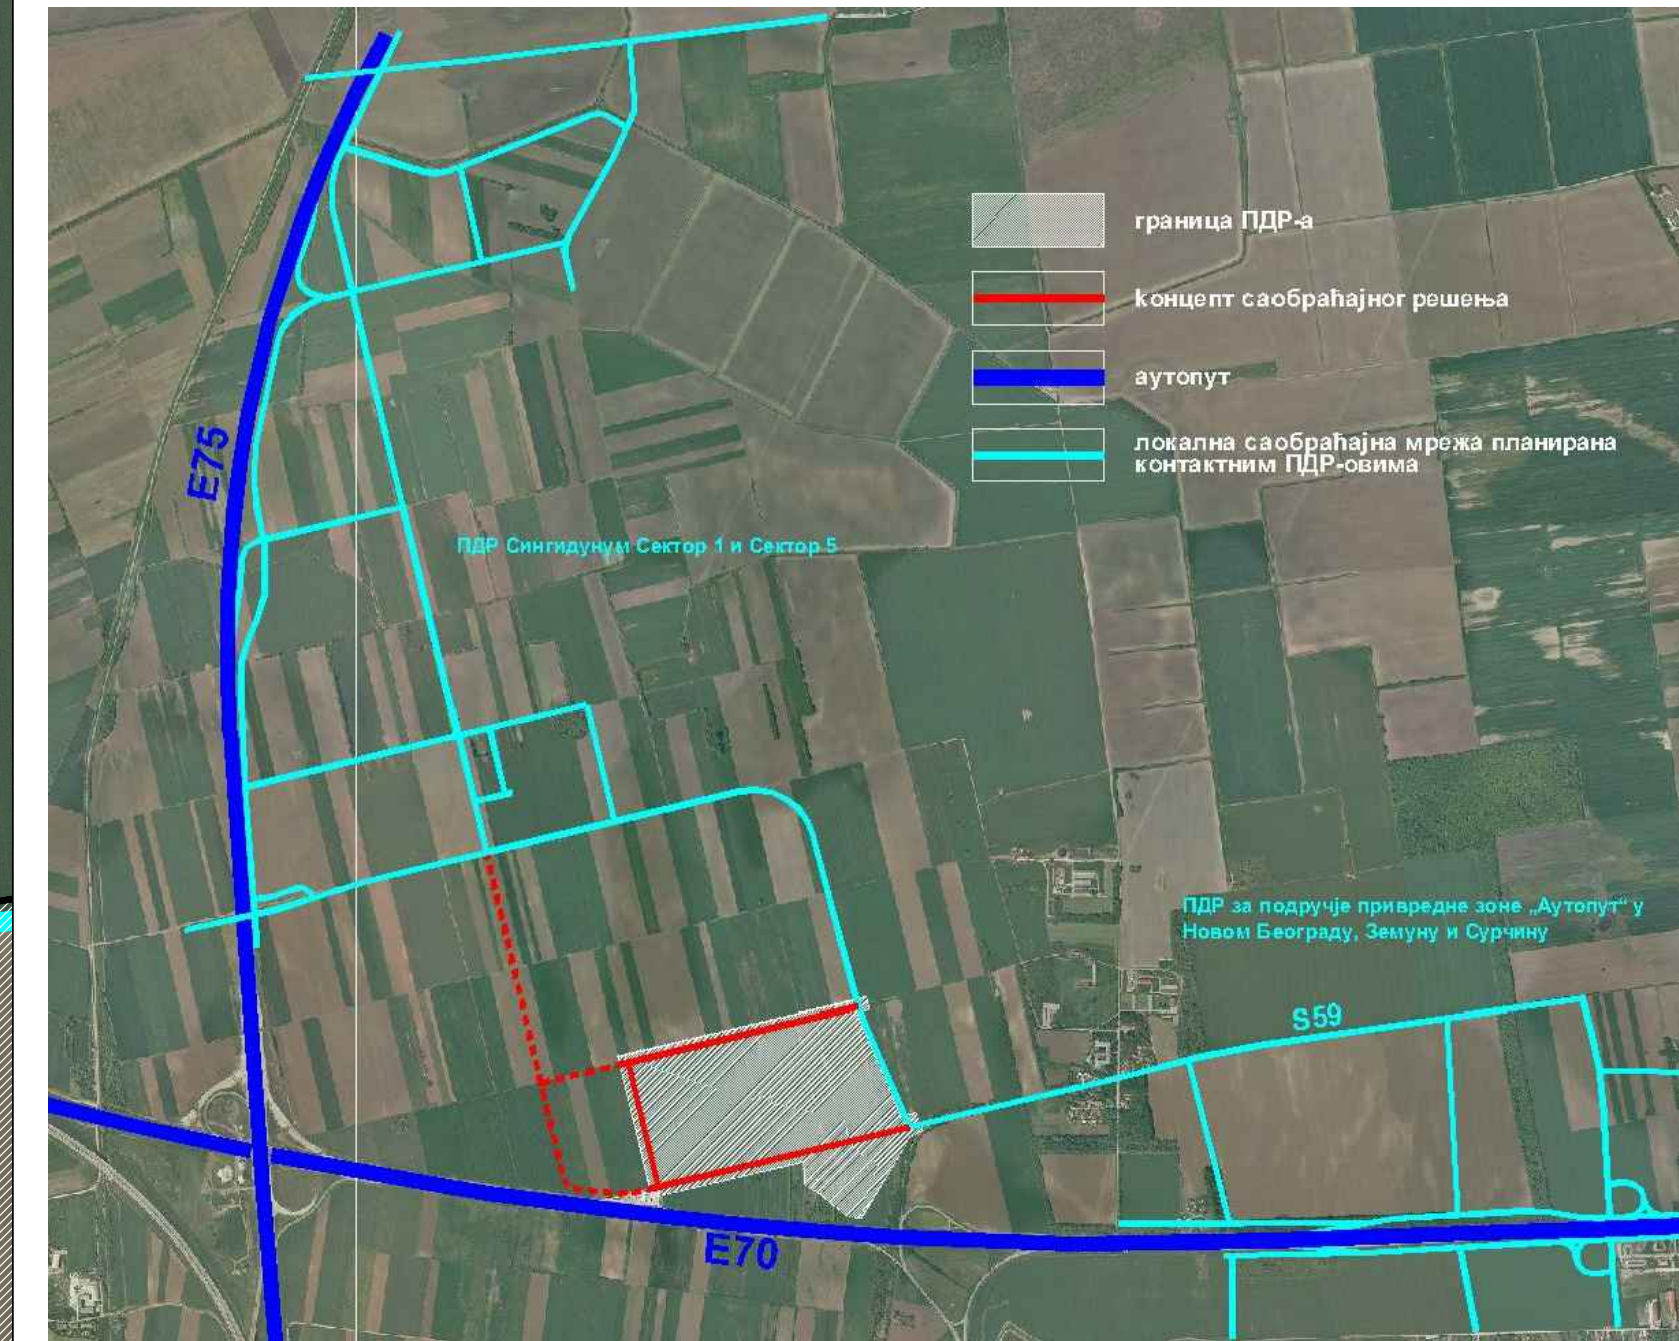 граница ПДР-а
концепт саобраћајног решења
аутопут
локална саобраћајна мрежа планирана
контактним ПДР-овима
E75
ПДР Сингидунум Сектор 1 и Сектор 5
ПДР за подручје привредне зоне „Аутопут“ у
Новом Београду, Земуну и Сурчину
S59
E70